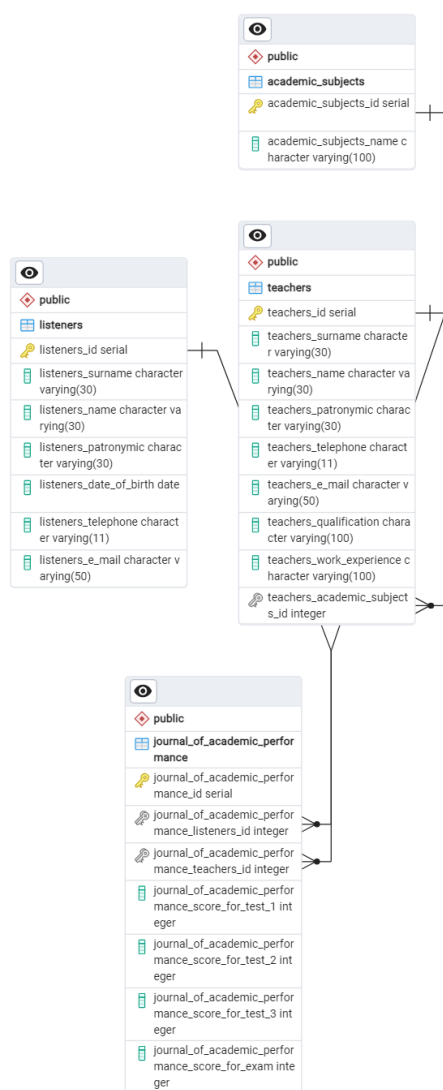 public
academic_subjects
academic_subjects_id serial
academic_subjects_name c
haracter varying(100)
public
teachers
teachers_id serial
teachers_surname characte
r varying(30)
teachers_name character va
rying(30)
teachers_patronymic charac
ter varying(30)
teachers_telephone charact
er varying(11)
teachers_e_mail character v
arying(50)
teachers_qualification chara
cter varying(100)
teachers_work_experience c
haracter varying(100)
teachers_academic_subject
s_id integer
public
listeners
listeners_id serial
listeners_surname character
varying(30)
listeners_name character va
rying(30)
listeners_patronymic charac
ter varying(30)
listeners_date_of_birth date
listeners_telephone charact
er varying(11)
listeners_e_mail character v
arying(50)
public
journal_of_academic_perfor
mance
journal_of_academic_perfor
mance_id serial
journal_of_academic_perfor
mance_listeners_id integer
journal_of_academic_perfor
mance_teachers_id integer
journal_of_academic_perfor
mance_score_for_test_1 int
eger
journal_of_academic_perfor
mance_score_for_test_2 int
eger
journal_of_academic_perfor
mance_score_for_test_3 int
eger
journal_of_academic_perfor
mance_score_for_exam inte
ger